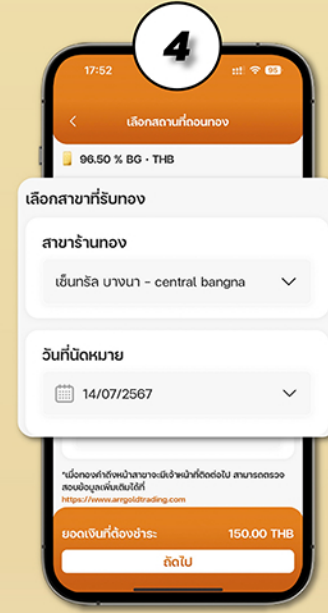 4
17:52
95
เลือกสถานที่ถอนทอง
96.50 % BG · THB
เลือกสาขาที่รับทอง
สาขาร้านทอง
เซ็นทรัล บางนา – central bangna
วันที่นัดหมาย
14/07/2567
*เมื่อทองคำถึงหน้าสาขาจะมีเจ้าหน้าที่ติดต่อไป สามารถตรวจ
สอบข้อมูลเพิ่มเติมได้ที่
https://www.arrgoldtrading.com
ยอดเงินที่ต้องชำระ 150.00 THB
ถัดไป